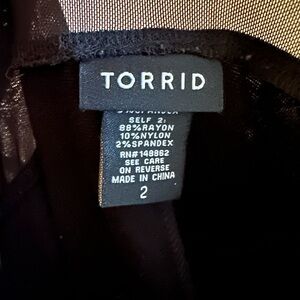 TORRID
SELF 2:
88%RAYON
10%NYLON
2%SPANDEX
RN#148962
SEE CARE
ON REVERSE
MADE IN CHINA
2